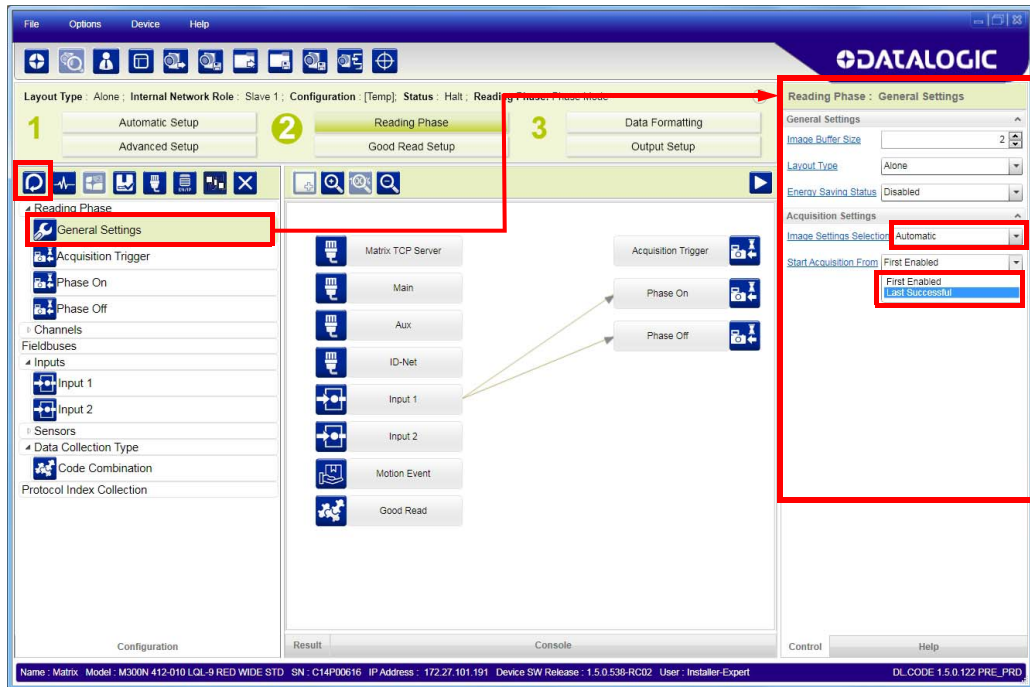 File Options Device Help
DATALOGIC
Layout Type : Alone ; Internal Network Role : Slave 1 ; Configuration : [Temp]; Status : Halt ; Reading Phase: Phase Mode
1 Automatic Setup
Advanced Setup
2 Reading Phase
Good Read Setup
3 Data Formatting
Output Setup
100%
ON/OFF
Reading Phase
General Settings
Acquisition Trigger
Phase On
Phase Off
Channels
Fieldbuses
Inputs
Input 1
Input 2
Sensors
Data Collection Type
Code Combination
Protocol Index Collection
Configuration
Matrix TCP Server
Main
Aux
ID-Net
Input 1
Input 2
Motion Event
Good Read
Acquisition Trigger
Phase On
Phase Off
Result Console
Reading Phase : General Settings
General Settings
Image Buffer Size 2
Layout Type Alone
Energy Saving Status Disabled
Acquisition Settings
Image Settings Selection Automatic
Start Acquisition From First Enabled
First Enabled
Last Successful
Control Help
Name : Matrix Model : M300N 412-010 LQL-9 RED WIDE STD SN : C14P00616 IP Address : 172.27.101.191 Device SW Release : 1.5.0.538-RC02 User : Installer-Expert DL.CODE 1.5.0.122 PRE_PRD